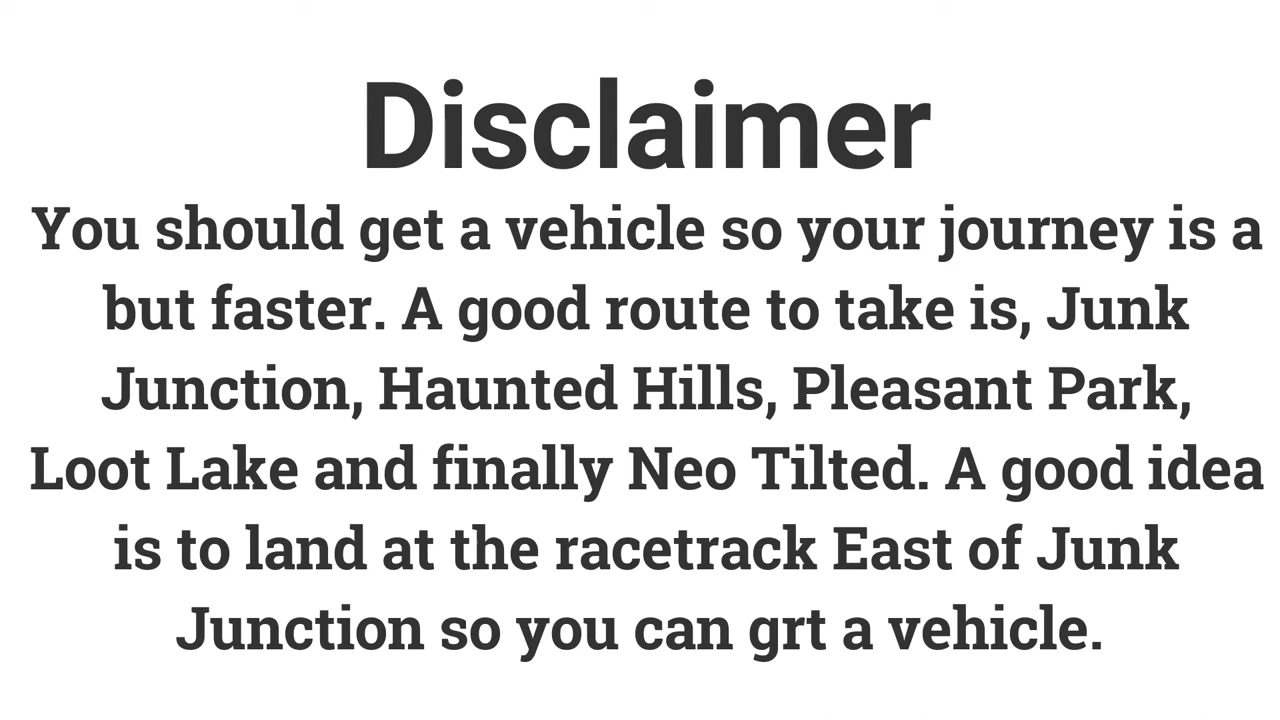 Disclaimer
You should get a vehicle so your journey is a
but faster. A good route to take is, Junk
Junction, Haunted Hills, Pleasant Park,
Loot Lake and finally Neo Tilted. A good idea
is to land at the racetrack East of Junk
Junction so you can grt a vehicle.